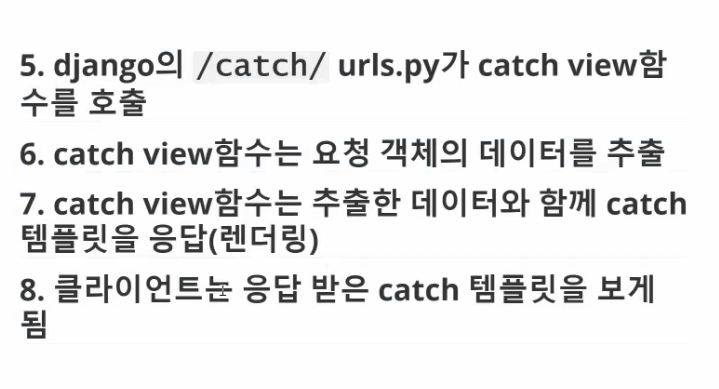 5. django의 /catch/ urls.py가 catch view함
수를 호출
6. catch view함수는 요청 객체의 데이터를 추출
7. catch view함수는 추출한 데이터와 함께 catch
템플릿을 응답(렌더링)
8. 클라이언트는 응답 받은 catch 템플릿을 보게
됨